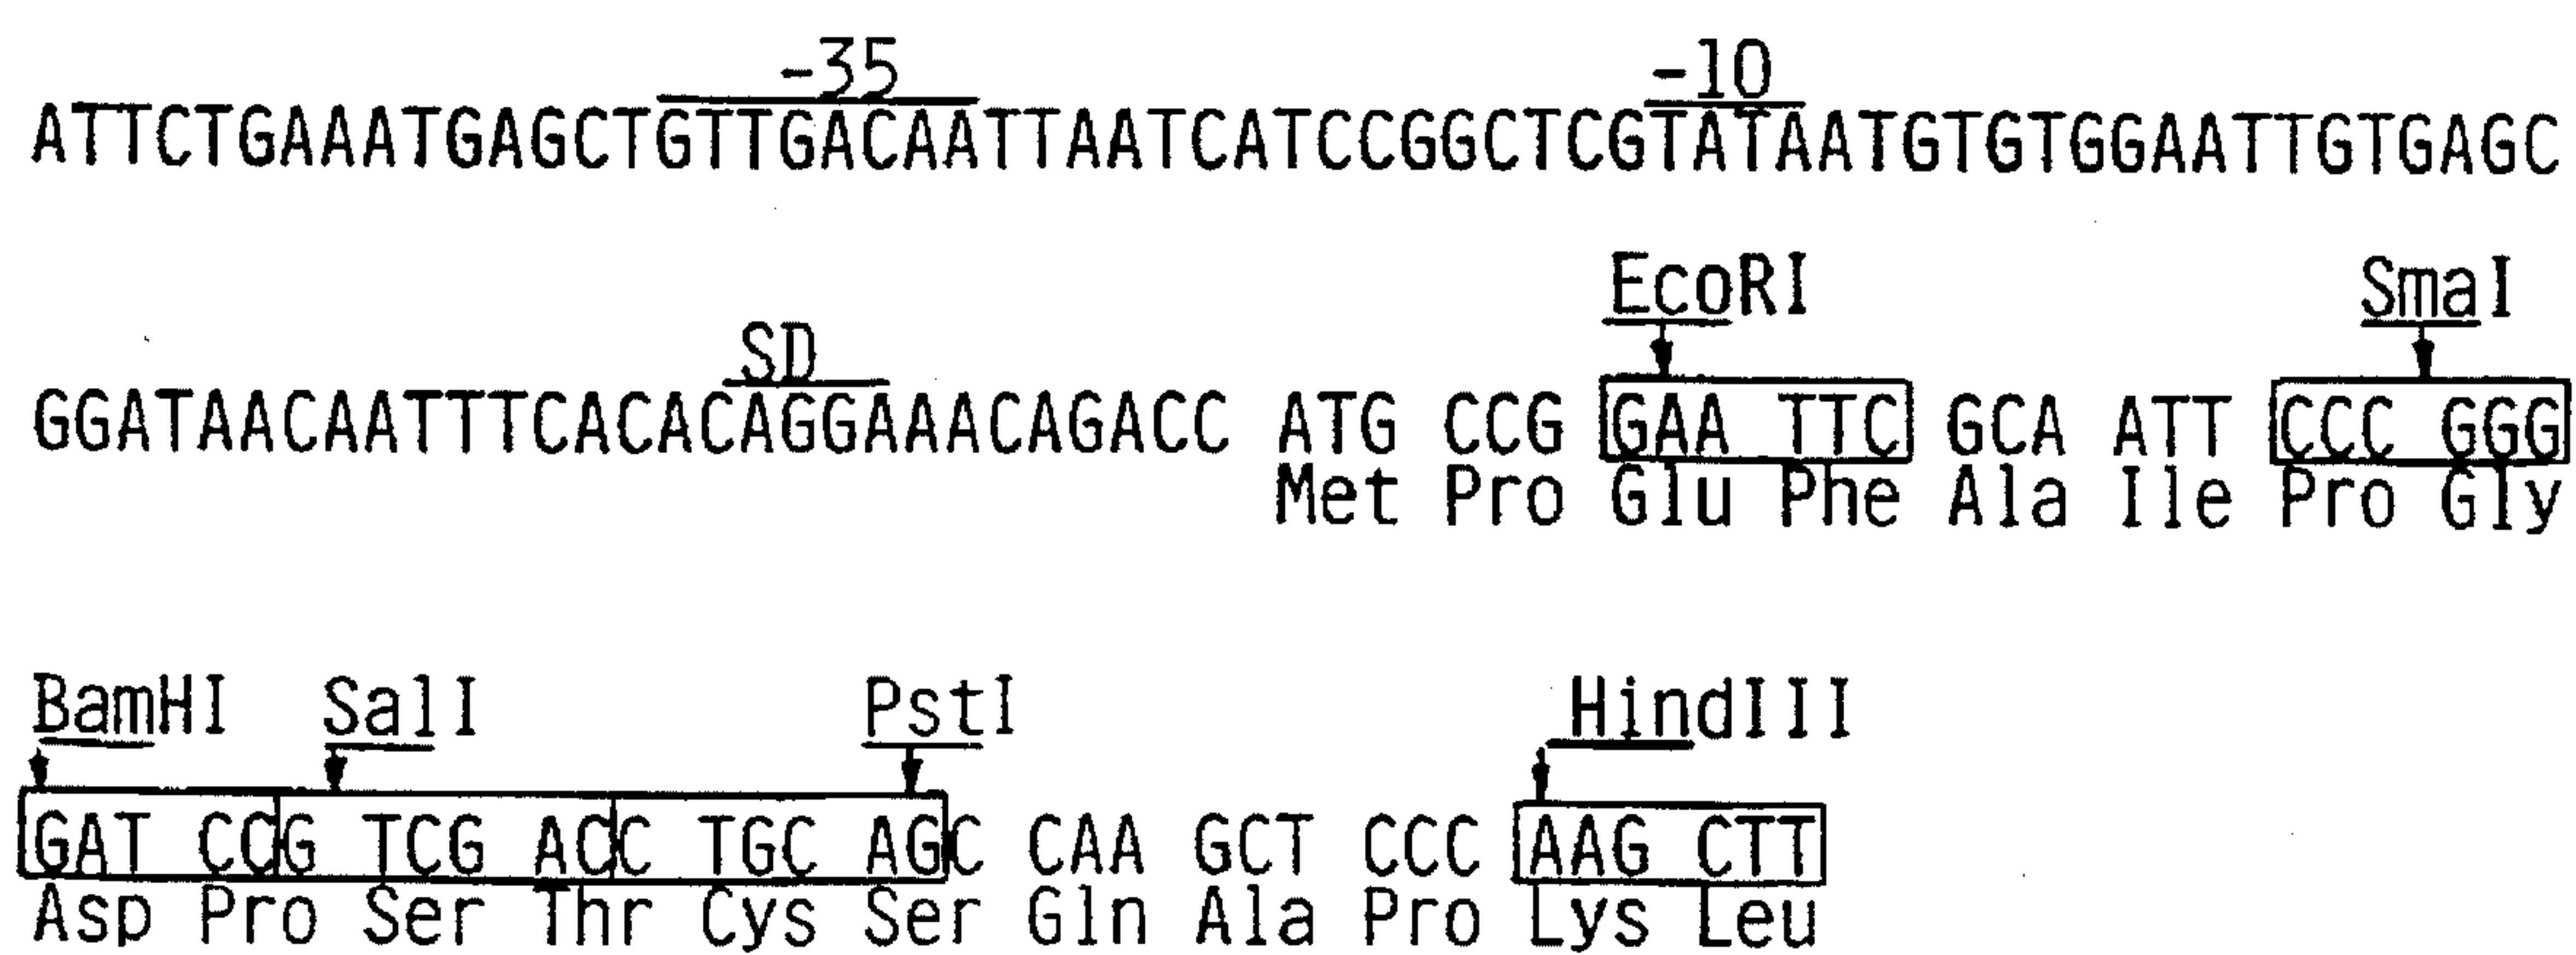 -35 -10
ATTCTGAAATGAGCTGTTGACAATTAATCATCCGGCTCGTATAATGTGTGGAATTGTGAGC
EcoRI SmaI
SD
GGATAACAATTTCACACAGGAAACAGACC ATG CCG GAA TTC GCA ATT CCC GGG
Met Pro Glu Phe Ala Ile Pro Gly
BamHI SalI PstI HindIII
GAT CCG TCG ACC TGC AGC CAA GCT CCC AAG CTT
Asp Pro Ser Thr Cys Ser Gln Ala Pro Lys Leu